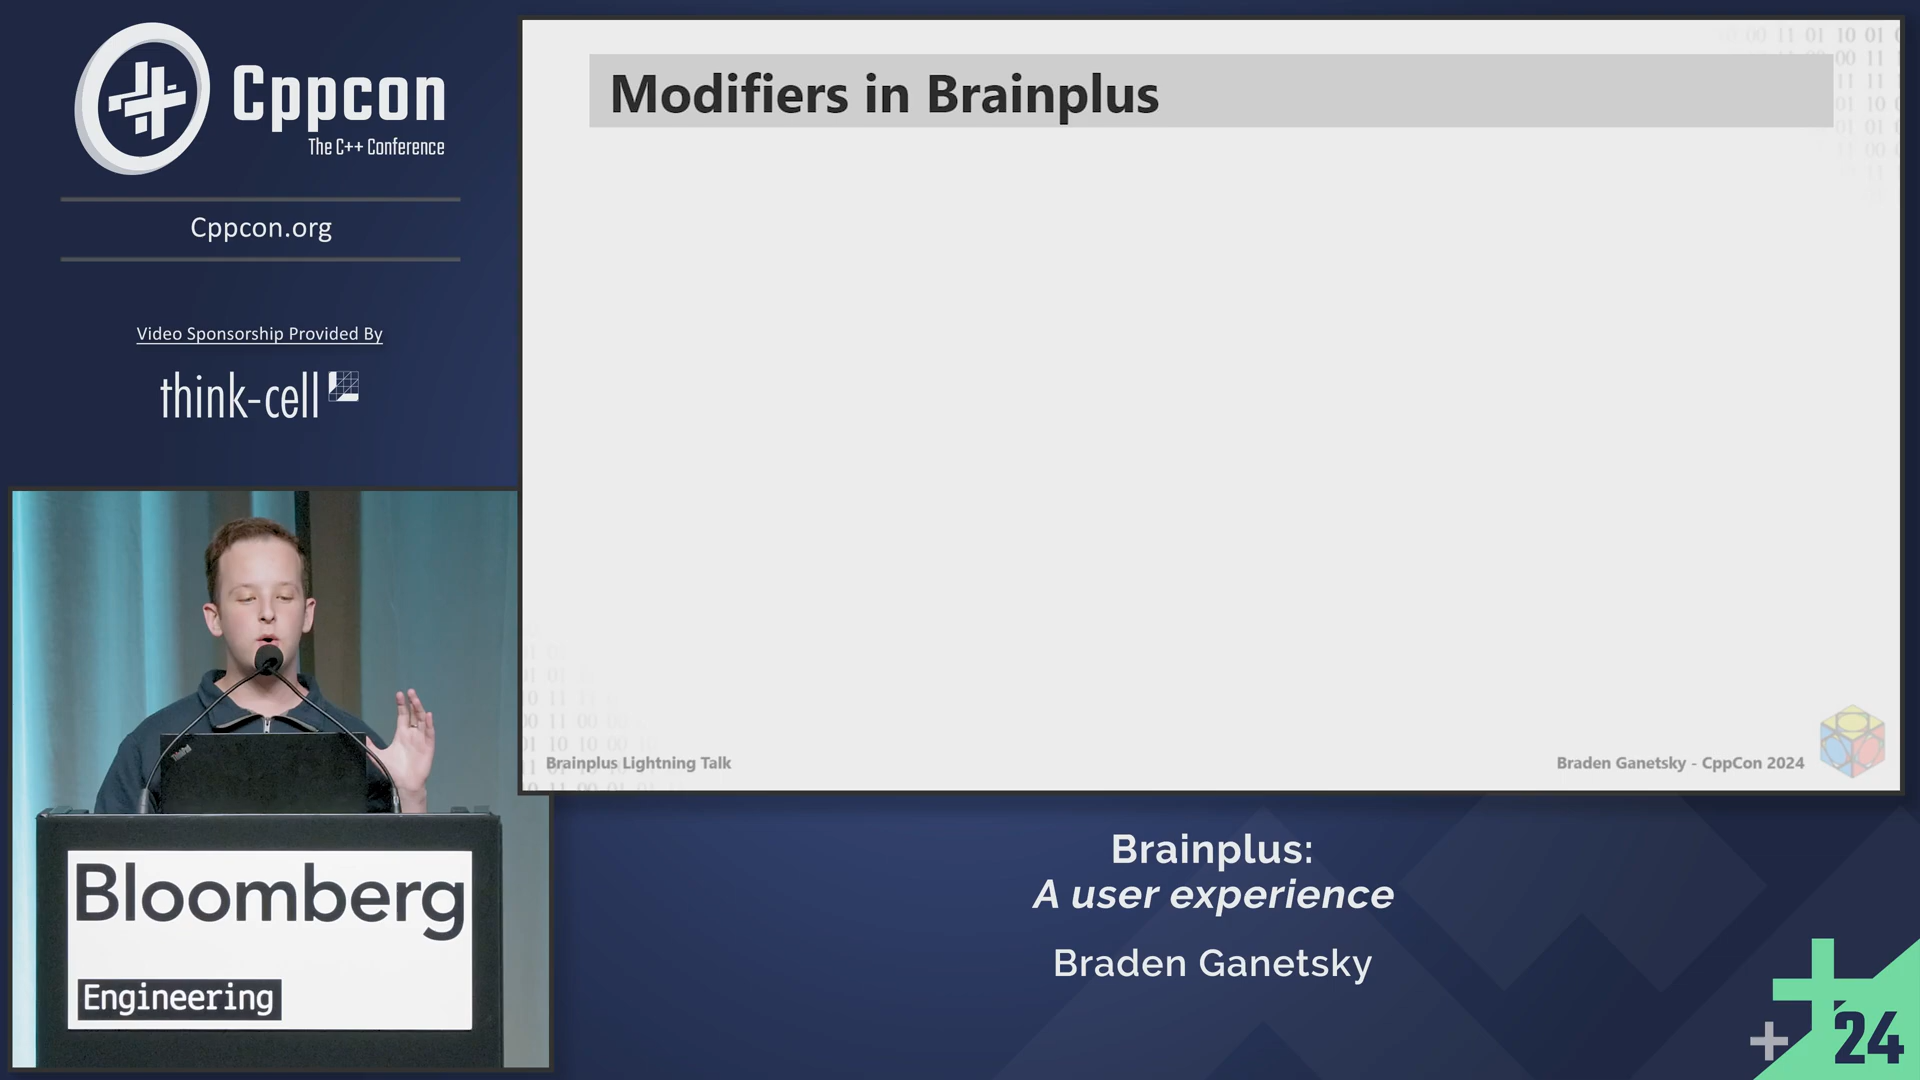 Cppcon
The C++ Conference
Cppcon.org
Video Sponsorship Provided By
think-cell
Modifiers in Brainplus
Brainplus Lightning Talk
Braden Ganetsky - CppCon 2024
Bloomberg
Engineering
Brainplus:
A user experience
Braden Ganetsky
24